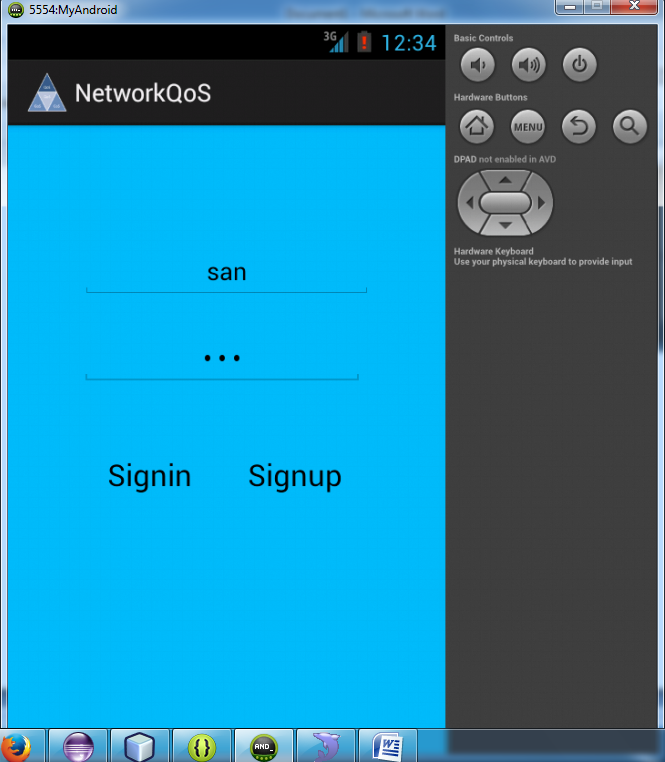 5554:MyAndroid
3G 12:34
NetworkQoS
san
•••
Signin Signup
Basic Controls
Hardware Buttons
MENU
DPAD not enabled in AVD
Hardware Keyboard
Use your physical keyboard to provide input
AND_
W